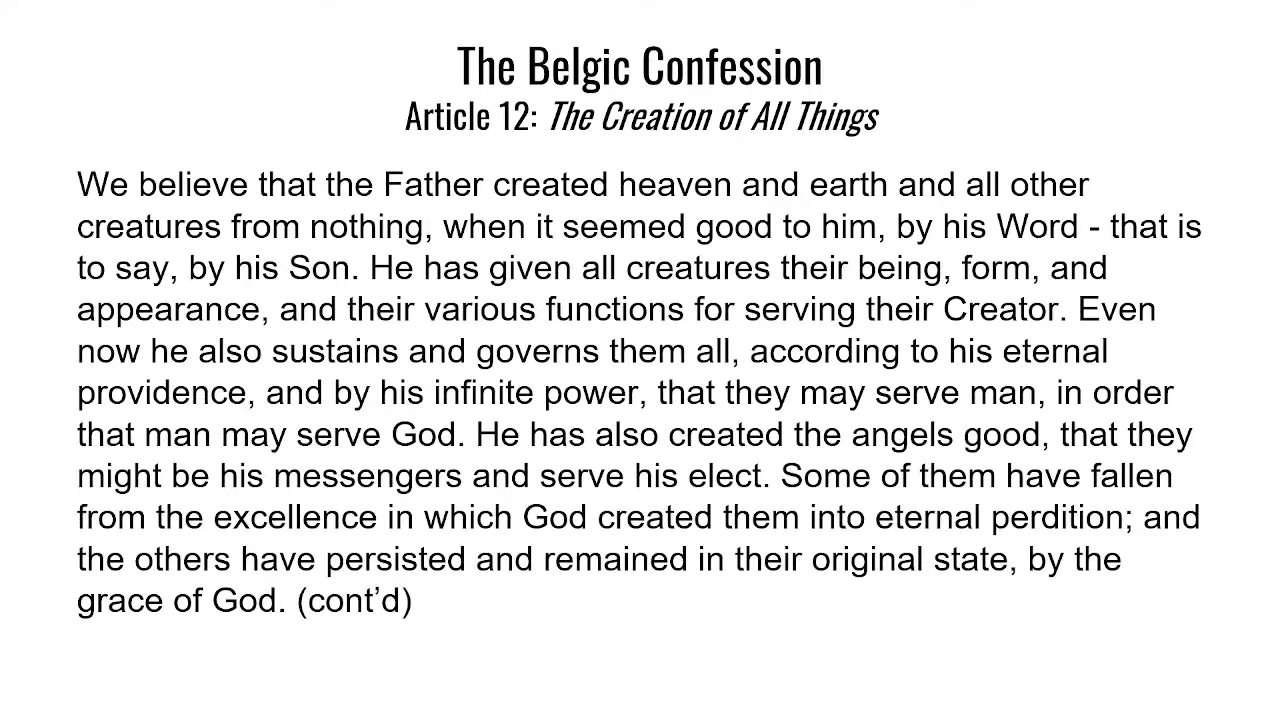 The Belgic Confession
Article 12: The Creation of All Things
We believe that the Father created heaven and earth and all other
creatures from nothing, when it seemed good to him, by his Word - that is
to say, by his Son. He has given all creatures their being, form, and
appearance, and their various functions for serving their Creator. Even
now he also sustains and governs them all, according to his eternal
providence, and by his infinite power, that they may serve man, in order
that man may serve God. He has also created the angels good, that they
might be his messengers and serve his elect. Some of them have fallen
from the excellence in which God created them into eternal perdition; and
the others have persisted and remained in their original state, by the
grace of God. (cont’d)